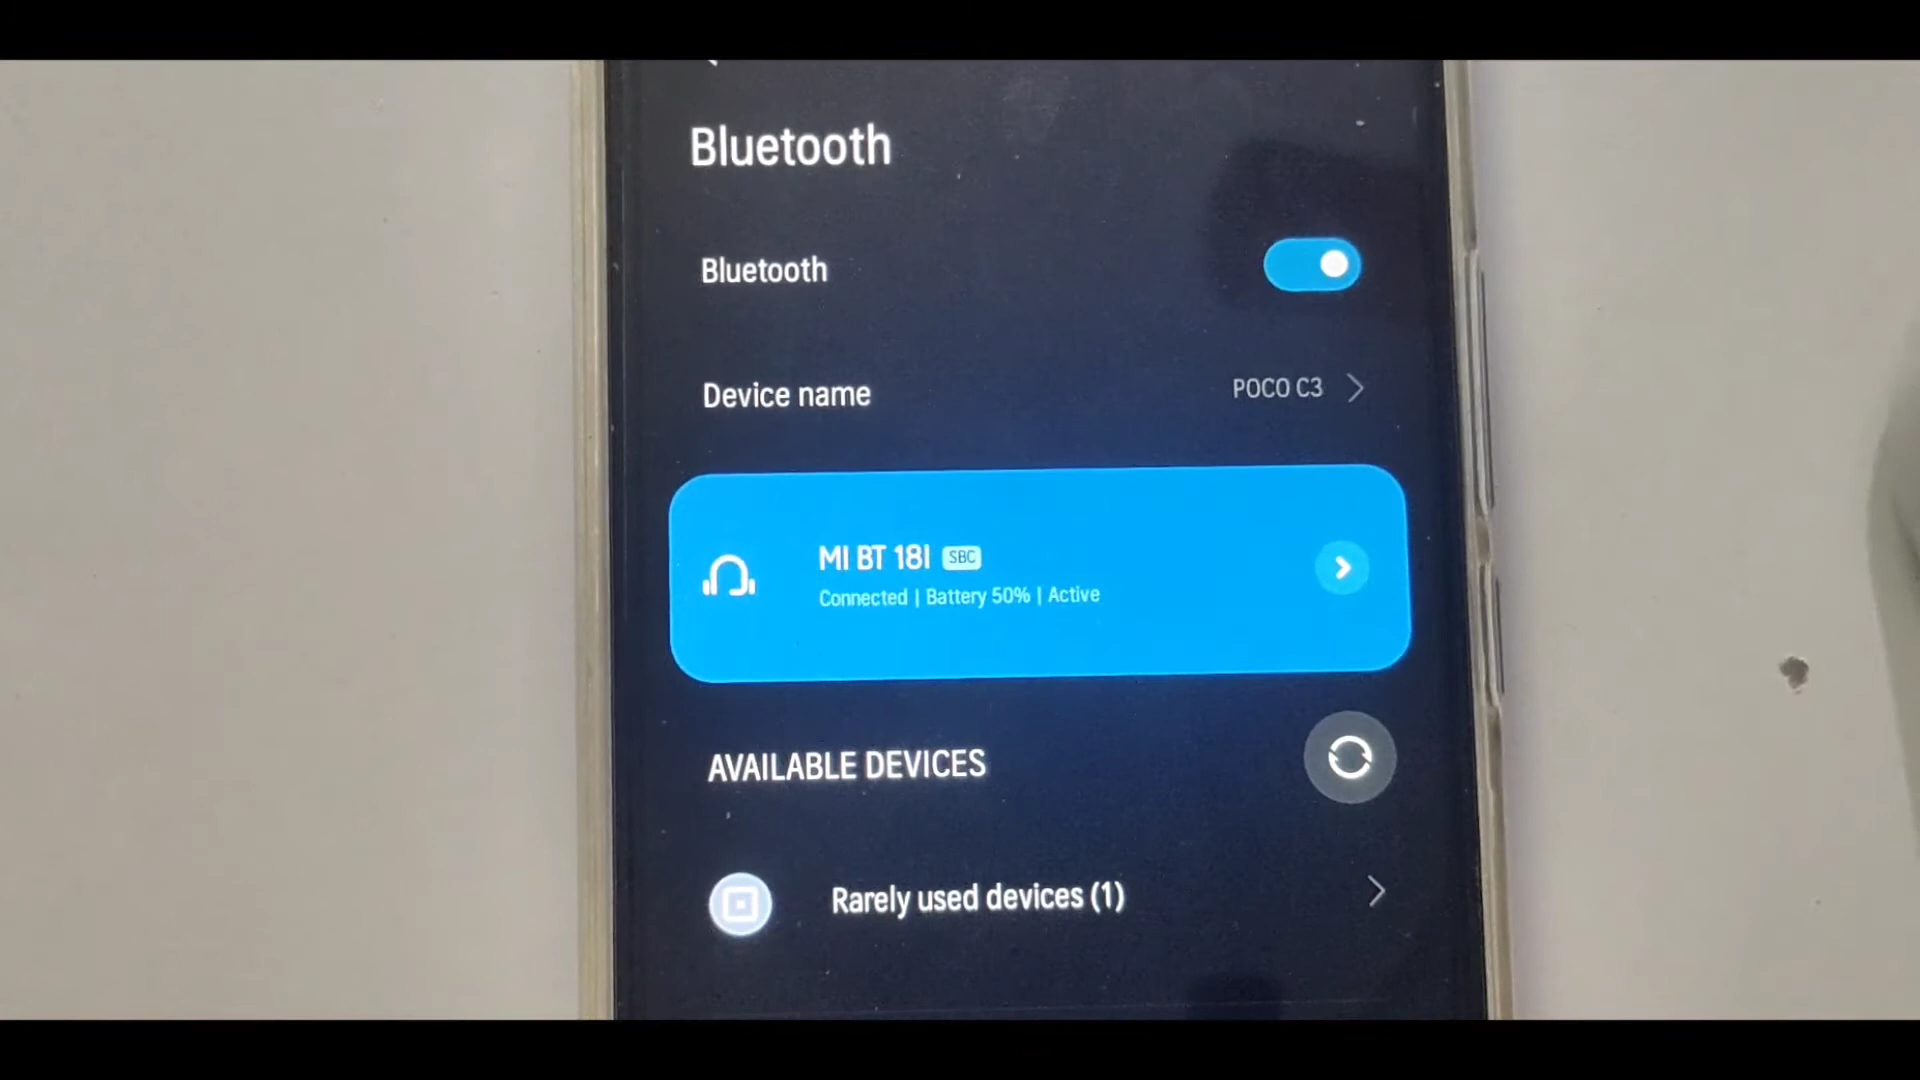 Bluetooth
Bluetooth
Device name
POCO C3
MI BT 18I SBC
Connected | Battery 50% | Active
AVAILABLE DEVICES
Rarely used devices (1)